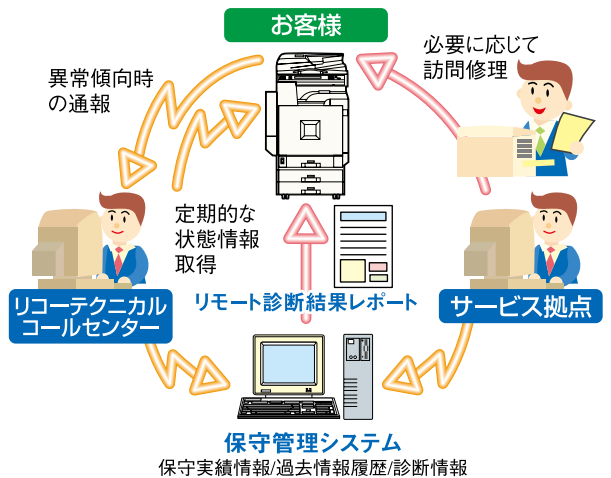 お客様
必要に応じて
訪問修理
異常傾向時
の通報
定期的な
状態情報
取得
リモート診断結果レポート
リコーテクニカル
コールセンター
サービス拠点
保守管理システム
保守実績情報/過去情報履歴/診断情報